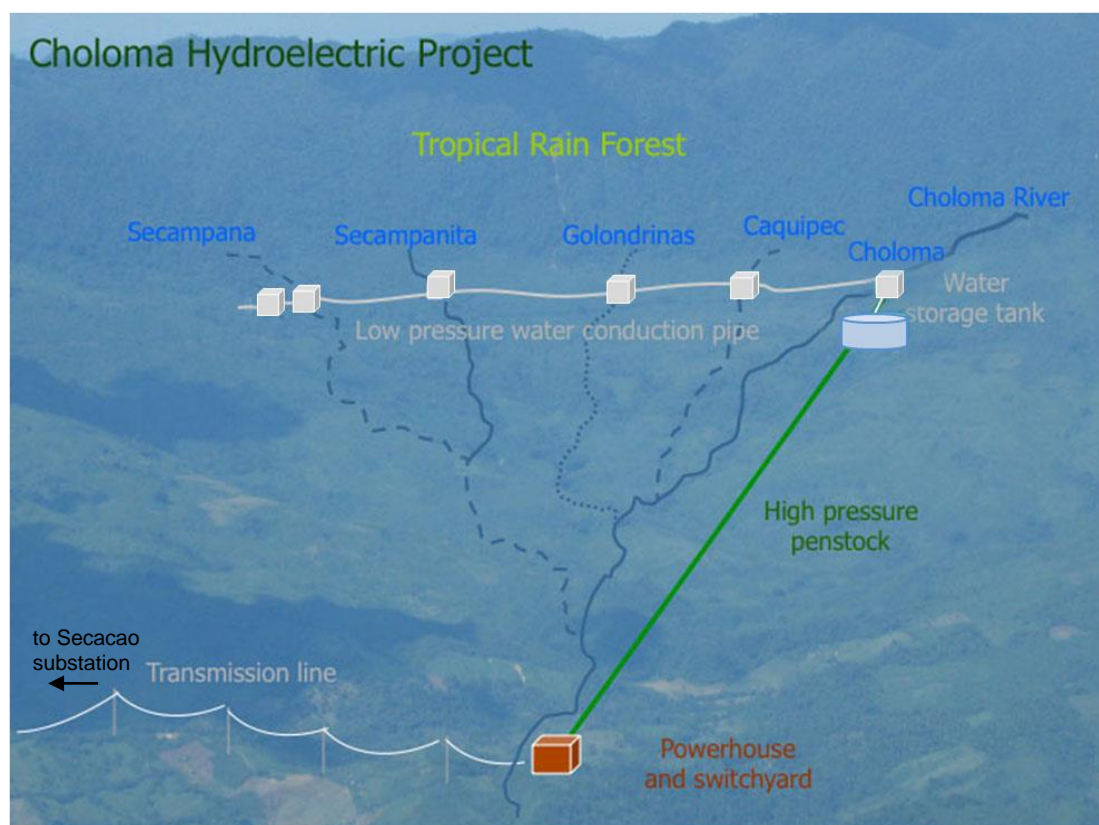 Choloma Hydroelectric Project
Tropical Rain Forest
Choloma River
Secampana
Secampanita
Golondrinas
Caquipec
Choloma
Water
storage tank
Low pressure water conduction pipe
High pressure
penstock
to Secacao
substation
Transmission line
Powerhouse
and switchyard